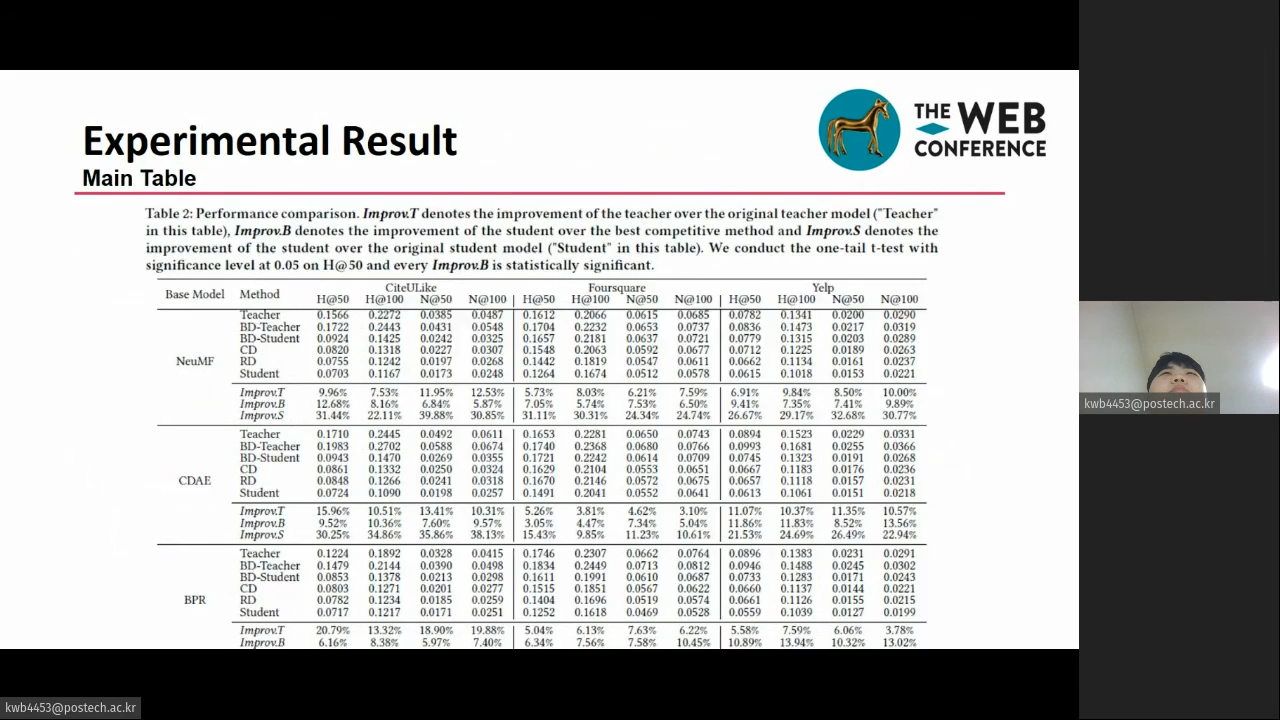 THE WEB
CONFERENCE
Experimental Result
Main Table
Table 2: Performance comparison. Improv.T denotes the improvement of the teacher over the original teacher model ("Teacher"
in this table), Improv.B denotes the improvement of the student over the best competitive method and Improv.S denotes the
improvement of the student over the original student model ("Student" in this table). We conduct the one-tail t-test with
significance level at 0.05 on H@50 and every Improv.B is statistically significant.
Base Model Method CiteULike Foursquare Yelp
H@50 H@100 N@50 N@100 H@50 H@100 N@50 N@100 H@50 H@100 N@50 N@100
NeuMF
Teacher 0.1566 0.2272 0.0385 0.0487 0.1612 0.2066 0.0615 0.0685 0.0782 0.1341 0.0200 0.0290
BD-Teacher 0.1722 0.2443 0.0431 0.0548 0.1704 0.2232 0.0653 0.0737 0.0836 0.1473 0.0217 0.0319
BD-Student 0.0924 0.1425 0.0242 0.0325 0.1657 0.2181 0.0637 0.0721 0.0779 0.1315 0.0203 0.0289
CD 0.0820 0.1318 0.0227 0.0307 0.1548 0.2063 0.0592 0.0677 0.0712 0.1225 0.0189 0.0263
RD 0.0755 0.1242 0.0197 0.0268 0.1442 0.1819 0.0547 0.0611 0.0662 0.1134 0.0161 0.0237
Student 0.0703 0.1167 0.0173 0.0248 0.1264 0.1674 0.0512 0.0578 0.0615 0.1018 0.0153 0.0221
Improv.T 9.96% 7.53% 11.95% 12.53% 5.73% 8.03% 6.21% 7.59% 6.91% 9.84% 8.50% 10.00%
Improv.B 12.68% 8.16% 6.84% 5.87% 7.05% 5.74% 7.53% 6.50% 9.41% 7.35% 7.41% 9.89%
Improv.S 31.44% 22.11% 39.88% 30.85% 31.11% 30.31% 24.34% 24.74% 26.67% 29.17% 32.68% 30.77%
CDAE
Teacher 0.1710 0.2445 0.0492 0.0611 0.1653 0.2281 0.0650 0.0743 0.0894 0.1523 0.0229 0.0331
BD-Teacher 0.1983 0.2702 0.0588 0.0674 0.1740 0.2368 0.0680 0.0766 0.0993 0.1681 0.0255 0.0366
BD-Student 0.0943 0.1470 0.0269 0.0355 0.1721 0.2242 0.0614 0.0709 0.0745 0.1323 0.0191 0.0268
CD 0.0861 0.1332 0.0250 0.0324 0.1629 0.2104 0.0553 0.0651 0.0667 0.1183 0.0176 0.0236
RD 0.0848 0.1266 0.0241 0.0318 0.1670 0.2146 0.0572 0.0675 0.0657 0.1118 0.0157 0.0231
Student 0.0724 0.1090 0.0198 0.0257 0.1491 0.2041 0.0552 0.0641 0.0613 0.1061 0.0151 0.0218
Improv.T 15.96% 10.51% 13.41% 10.31% 5.26% 3.81% 4.62% 3.10% 11.07% 10.37% 11.35% 10.57%
Improv.B 9.52% 10.36% 7.60% 9.57% 3.05% 4.47% 7.34% 5.04% 11.86% 11.83% 8.52% 13.56%
Improv.S 30.25% 34.86% 35.86% 38.13% 15.43% 9.85% 11.23% 10.61% 21.53% 24.69% 26.49% 22.94%
BPR
Teacher 0.1224 0.1892 0.0328 0.0415 0.1746 0.2307 0.0662 0.0764 0.0896 0.1383 0.0231 0.0291
BD-Teacher 0.1479 0.2144 0.0390 0.0498 0.1834 0.2449 0.0713 0.0812 0.0946 0.1488 0.0245 0.0302
BD-Student 0.0853 0.1378 0.0213 0.0298 0.1611 0.1991 0.0610 0.0687 0.0733 0.1283 0.0171 0.0243
CD 0.0803 0.1271 0.0201 0.0277 0.1515 0.1851 0.0567 0.0622 0.0660 0.1137 0.0144 0.0221
RD 0.0782 0.1234 0.0185 0.0259 0.1404 0.1696 0.0519 0.0574 0.0661 0.1126 0.0155 0.0215
Student 0.0717 0.1217 0.0171 0.0251 0.1252 0.1618 0.0469 0.0528 0.0559 0.1039 0.0127 0.0199
Improv.T 20.79% 13.32% 18.90% 19.88% 5.04% 6.13% 7.63% 6.22% 5.58% 7.59% 6.06% 3.78%
Improv.B 6.16% 8.38% 5.97% 7.40% 6.34% 7.56% 7.58% 10.45% 10.89% 13.94% 10.32% 13.02%
kwb4453@postech.ac.kr
kwb4453@postech.ac.kr